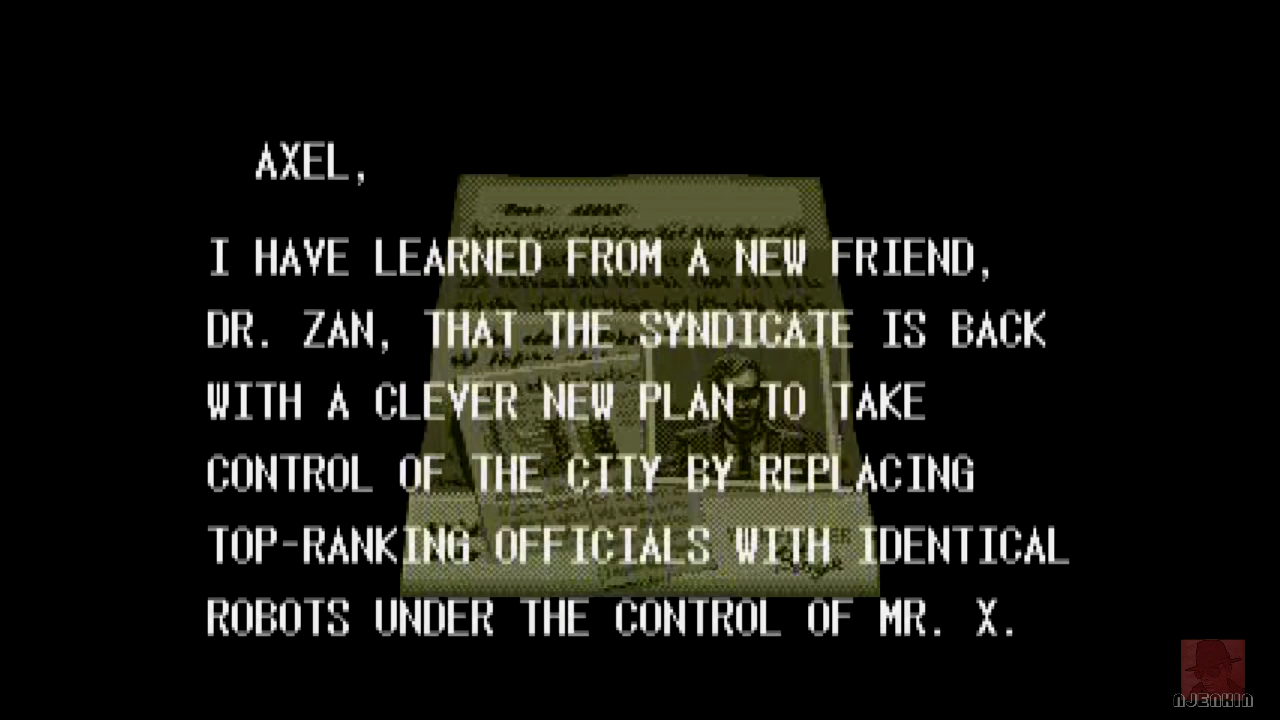 AXEL,
I HAVE LEARNED FROM A NEW FRIEND,
DR. ZAN, THAT THE SYNDICATE IS BACK
WITH A CLEVER NEW PLAN TO TAKE
CONTROL OF THE CITY BY REPLACING
TOP-RANKING OFFICIALS WITH IDENTICAL
ROBOTS UNDER THE CONTROL OF MR. X.
NJENKIN